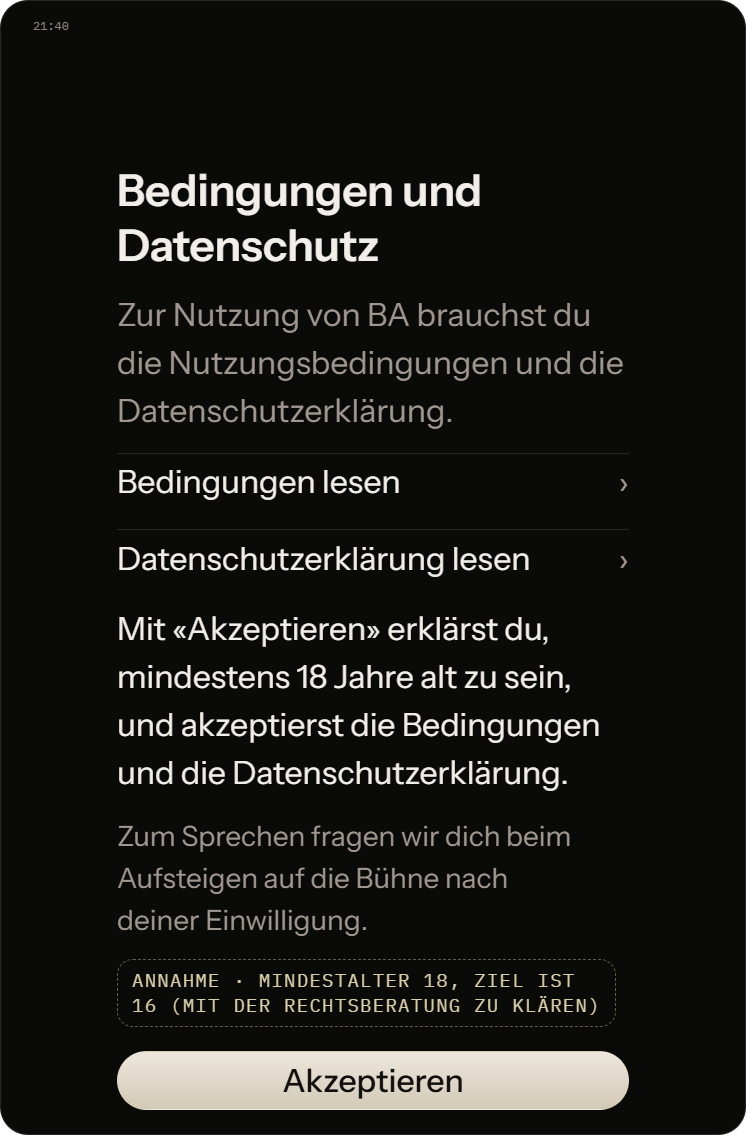 21:40
Bedingungen und
Datenschutz
Zur Nutzung von BA brauchst du
die Nutzungsbedingungen und die
Datenschutzerklärung.
Bedingungen lesen ›
Datenschutzerklärung lesen ›
Mit «Akzeptieren» erklärst du,
mindestens 18 Jahre alt zu sein,
und akzeptierst die Bedingungen
und die Datenschutzerklärung.
Zum Sprechen fragen wir dich beim
Aufsteigen auf die Bühne nach
deiner Einwilligung.
ANNAHME · MINDESTALTER 18, ZIEL IST
16 (MIT DER RECHTSBERATUNG ZU KLÄREN)
Akzeptieren